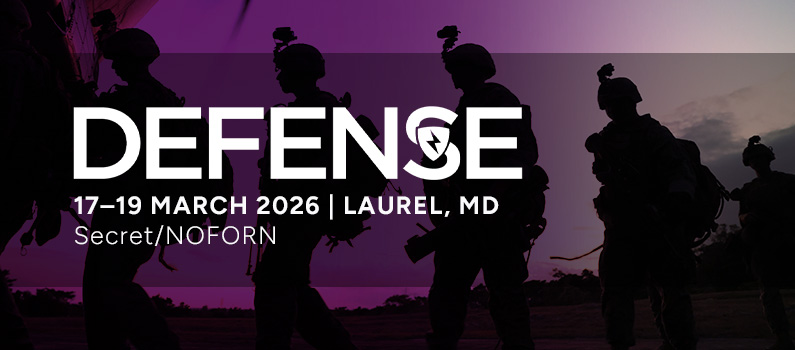 DEFENSE
17–19 MARCH 2026 | LAUREL, MD
Secret/NOFORN